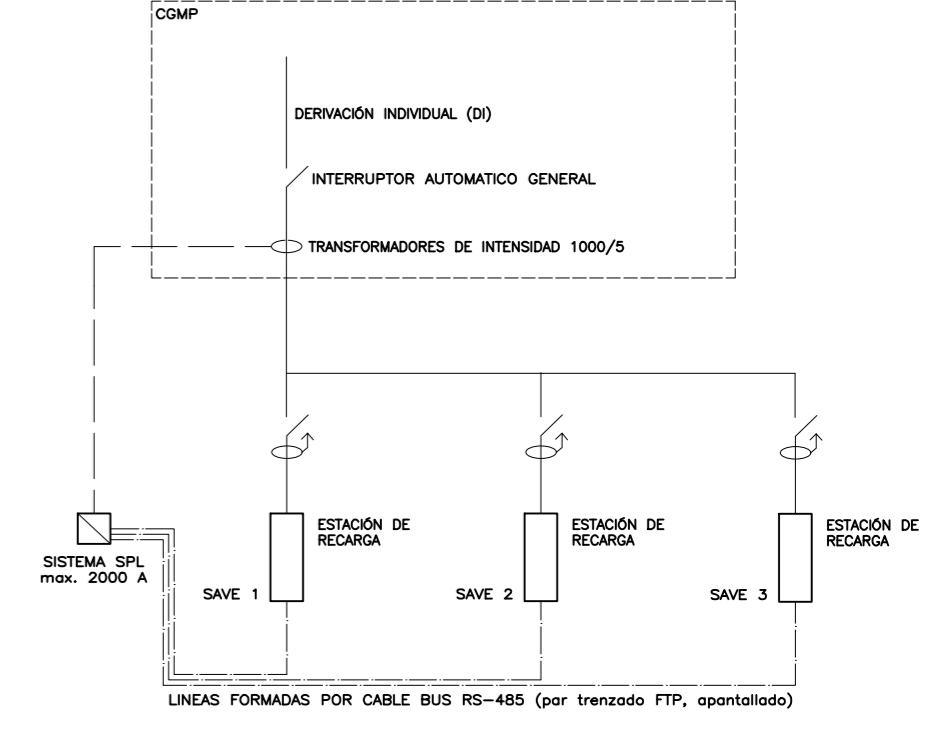 CGMP
DERIVACIÓN INDIVIDUAL (DI)
INTERRUPTOR AUTOMATICO GENERAL
TRANSFORMADORES DE INTENSIDAD 1000/5
ESTACIÓN DE
RECARGA
ESTACIÓN DE
RECARGA
ESTACIÓN DE
RECARGA
SISTEMA SPL
max. 2000 A
SAVE 1
SAVE 2
SAVE 3
LINEAS FORMADAS POR CABLE BUS RS-485 (par trenzado FTP, apantallado)